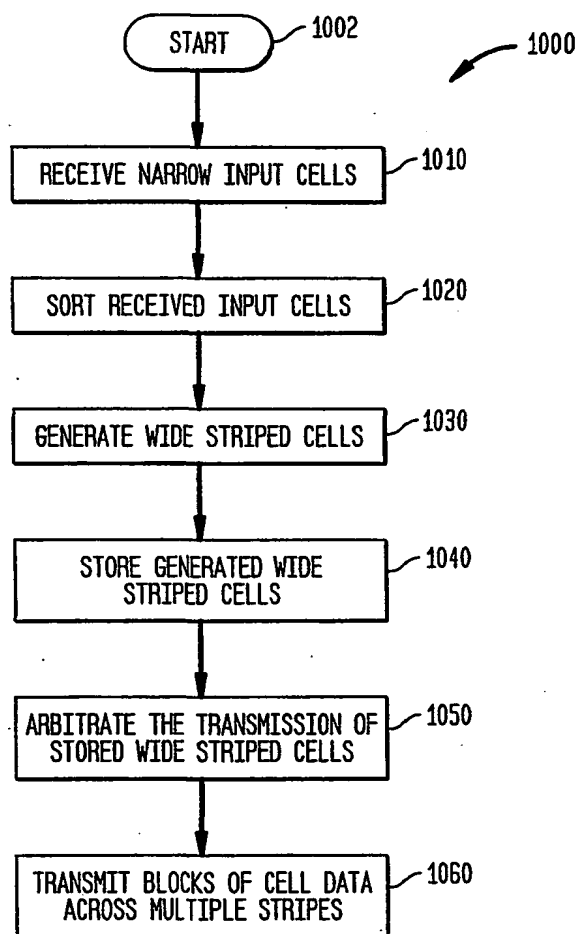 START
1002
1000
RECEIVE NARROW INPUT CELLS
1010
SORT RECEIVED INPUT CELLS
1020
GENERATE WIDE STRIPED CELLS
1030
STORE GENERATED WIDE
STRIPED CELLS
1040
ARBITRATE THE TRANSMISSION OF
STORED WIDE STRIPED CELLS
1050
TRANSMIT BLOCKS OF CELL DATA
ACROSS MULTIPLE STRIPES
1060